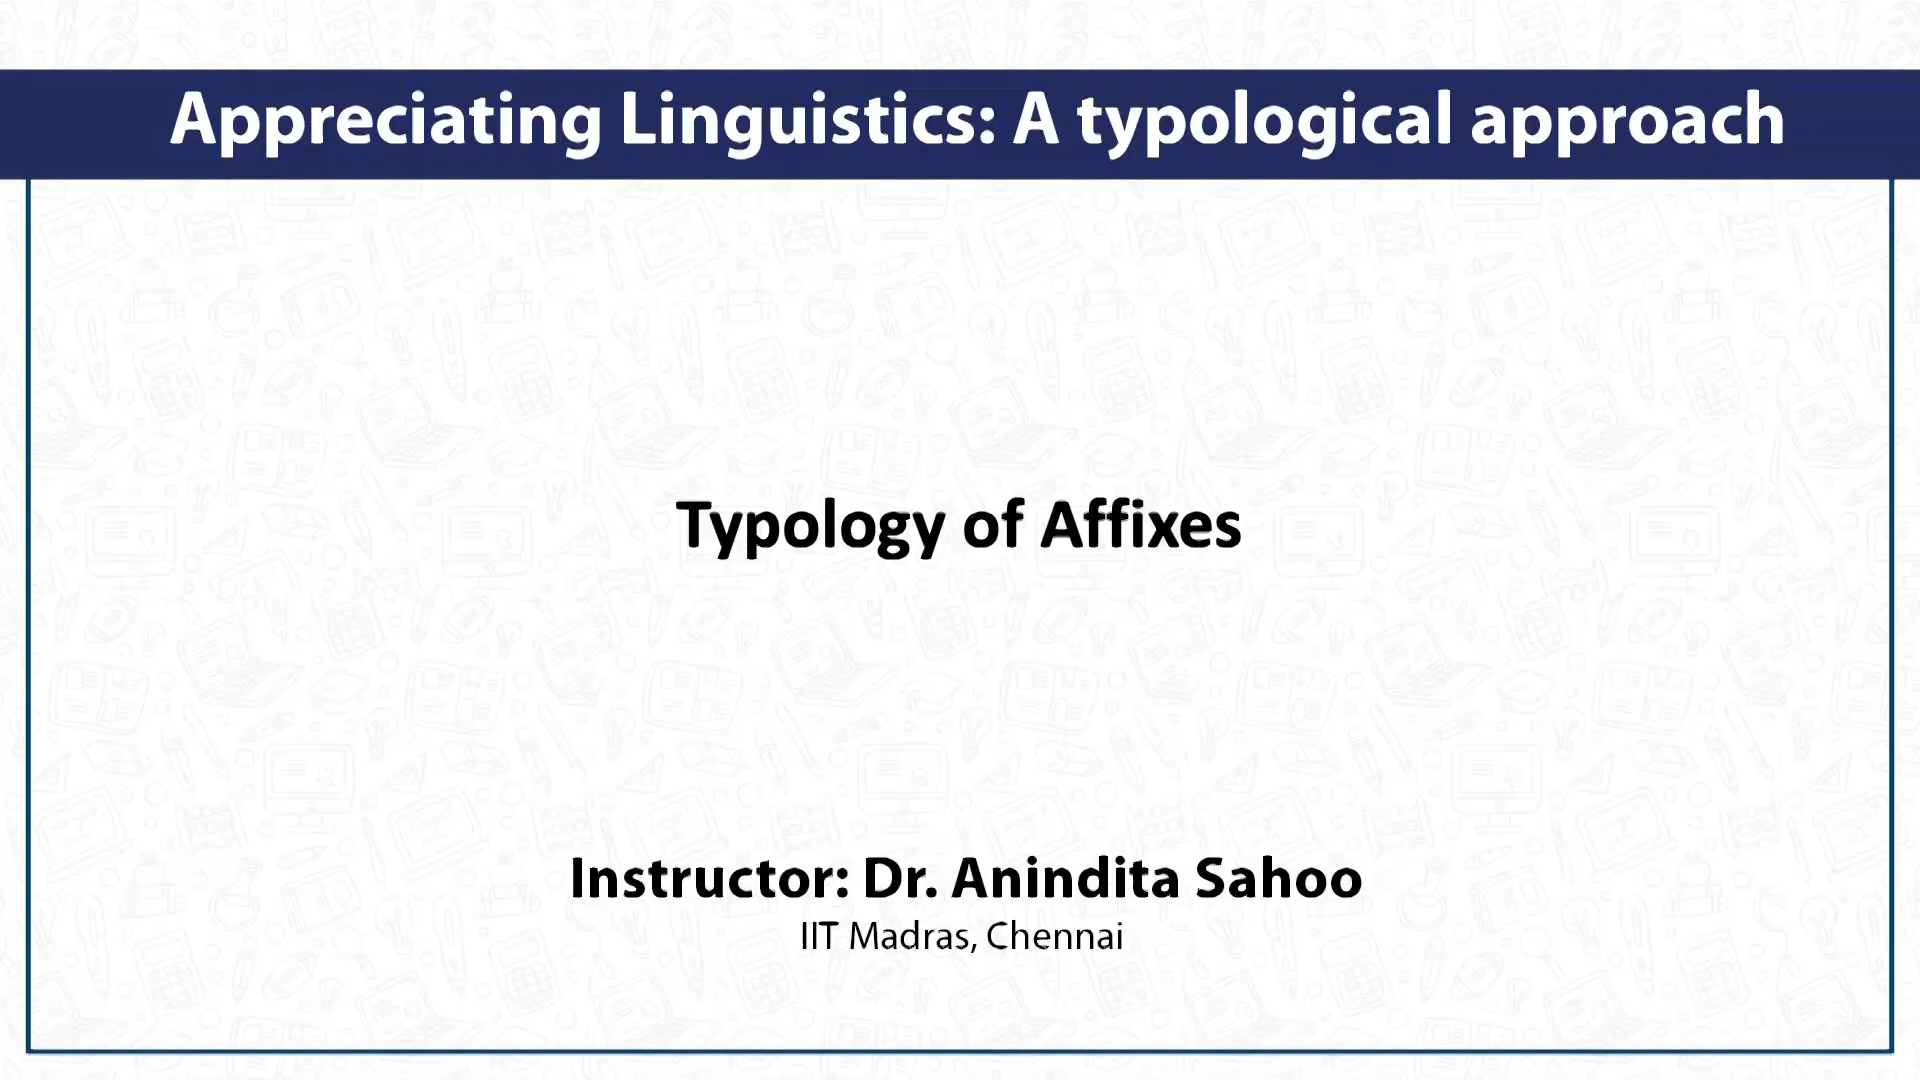 Appreciating Linguistics: A typological approach
Typology of Affixes
Instructor: Dr. Anindita Sahoo
IIT Madras, Chennai